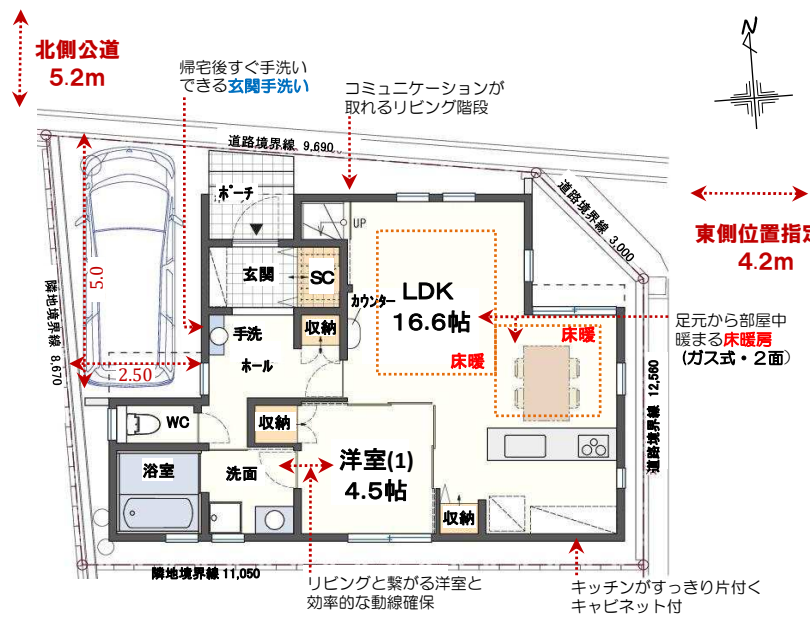 北側公道
5.2m
帰宅後すぐ手洗い
できる玄関手洗い
コミュニケーションが
取れるリビング階段
N
道路境界線 9,690
道路境界線 3,000
東側位置指定
4.2m
ポーチ
UP
玄関
SC
カウンター
LDK
16.6帖
床暖
床暖
足元から部屋中
暖まる床暖房
(ガス式・2面)
5.0
2.50
隣地境界線 8,670
手洗
収納
ホール
道路境界線 12,560
WC
収納
浴室
洗面
洋室(1)
4.5帖
収納
隣地境界線 11,050
リビングと繋がる洋室と
効率的な動線確保
キッチンがすっきり片付く
キャビネット付